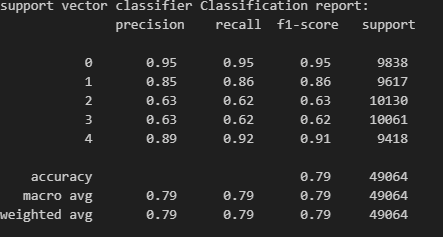 support vector classifier Classification report:
precision recall f1-score support
0 0.95 0.95 0.95 9838
1 0.85 0.86 0.86 9617
2 0.63 0.62 0.63 10130
3 0.63 0.62 0.62 10061
4 0.89 0.92 0.91 9418
accuracy 0.79 49064
macro avg 0.79 0.79 0.79 49064
weighted avg 0.79 0.79 0.79 49064